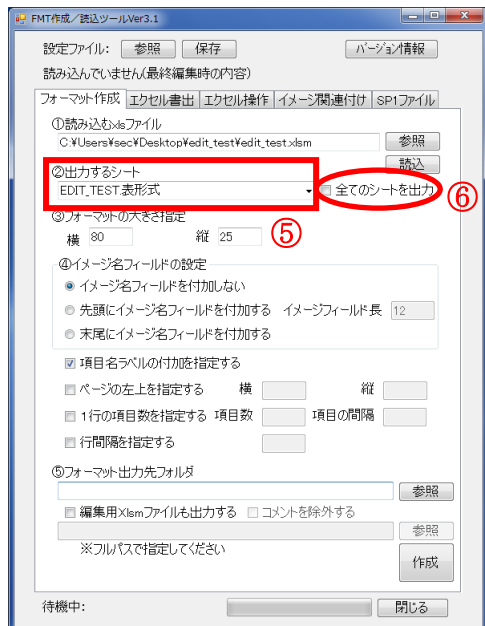 FMT作成／読込ツールVer3.1
設定ファイル: 参照 保存 バージョン情報
読み込んでいません(最終編集時の内容)
フォーマット作成 エクセル書出 エクセル操作 イメージ関連付け SP1ファイル
①読み込むxlsファイル
C:¥Users¥sec¥Desktop¥edit_test¥edit_test.xlsm 参照
読込
②出力するシート
EDIT_TEST.表形式 全てのシートを出力 ⑥
③フォーマットの大きさ指定
横 80 縦 25 ⑤
④イメージ名フィールドの設定
イメージ名フィールドを付加しない
先頭にイメージ名フィールドを付加する イメージフィールド長 12
末尾にイメージ名フィールドを付加する
項目名ラベルの付加を指定する
ページの左上を指定する 横 縦
1行の項目数を指定する 項目数 項目の間隔
行間隔を指定する
⑤フォーマット出力先フォルダ
参照
編集用Xlsmファイルも出力する コメントを除外する
参照
※フルパスで指定してください
作成
待機中: 閉じる